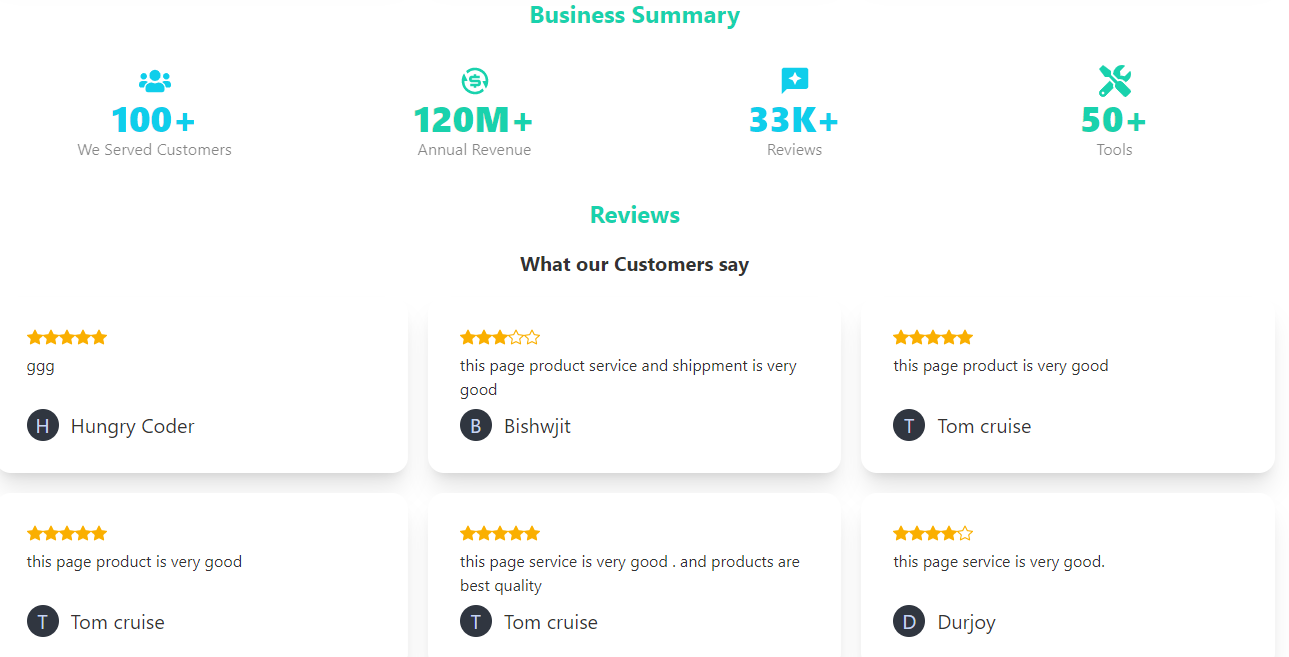 Business Summary
100+
We Served Customers
120M+
Annual Revenue
33K+
Reviews
50+
Tools
Reviews
What our Customers say
ggg
H
Hungry Coder
this page product service and shippment is very
good
B
Bishwjit
this page product is very good
T
Tom cruise
this page product is very good
T
Tom cruise
this page service is very good . and products are
best quality
T
Tom cruise
this page service is very good.
D
Durjoy